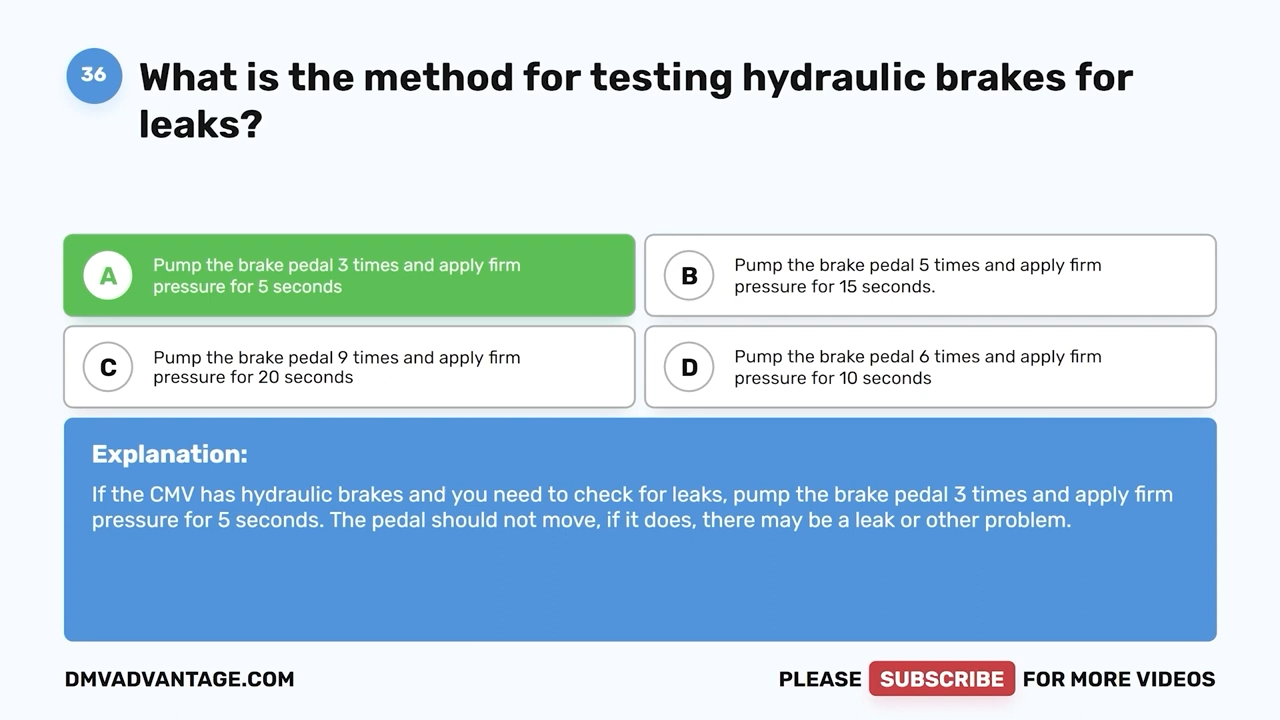 36
What is the method for testing hydraulic brakes for
leaks?
A
Pump the brake pedal 3 times and apply firm
pressure for 5 seconds
B
Pump the brake pedal 5 times and apply firm
pressure for 15 seconds.
C
Pump the brake pedal 9 times and apply firm
pressure for 20 seconds
D
Pump the brake pedal 6 times and apply firm
pressure for 10 seconds
Explanation:
If the CMV has hydraulic brakes and you need to check for leaks, pump the brake pedal 3 times and apply firm
pressure for 5 seconds. The pedal should not move, if it does, there may be a leak or other problem.
DMVADVANTAGE.COM
PLEASE SUBSCRIBE FOR MORE VIDEOS